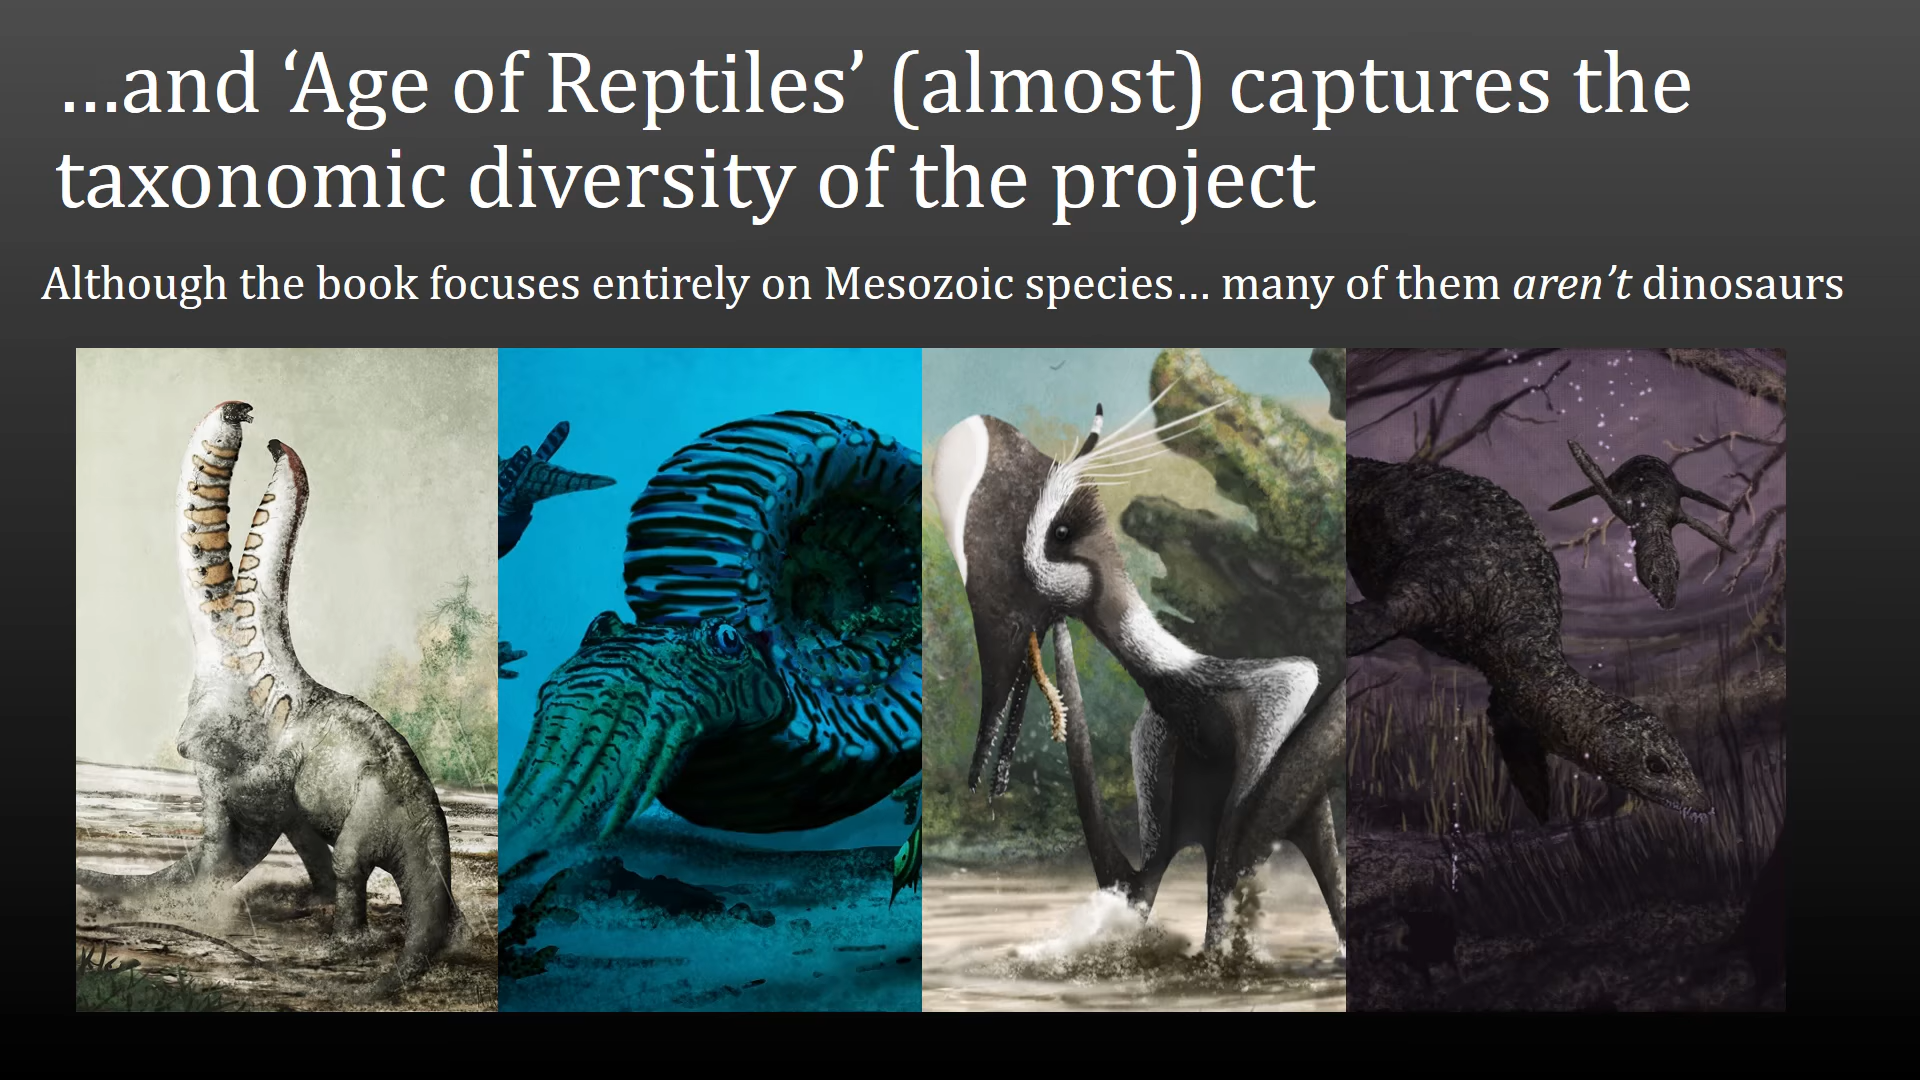 …and ‘Age of Reptiles’ (almost) captures the
taxonomic diversity of the project
Although the book focuses entirely on Mesozoic species… many of them aren’t dinosaurs